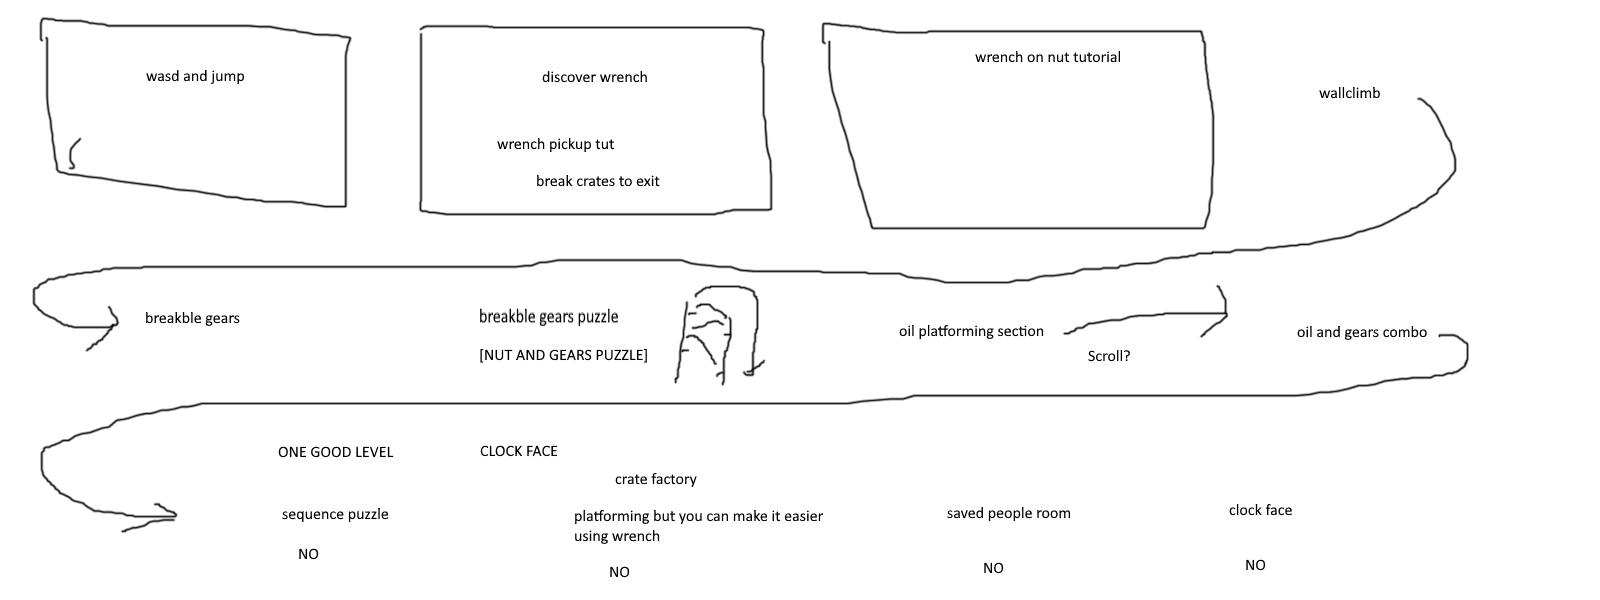 wasd and jump
discover wrench
wrench pickup tut
break crates to exit
wrench on nut tutorial
wallclimb
breakble gears
breakble gears puzzle
[NUT AND GEARS PUZZLE]
oil platforming section
Scroll?
oil and gears combo
ONE GOOD LEVEL
CLOCK FACE
sequence puzzle
NO
crate factory
platforming but you can make it easier
using wrench
NO
saved people room
NO
clock face
NO